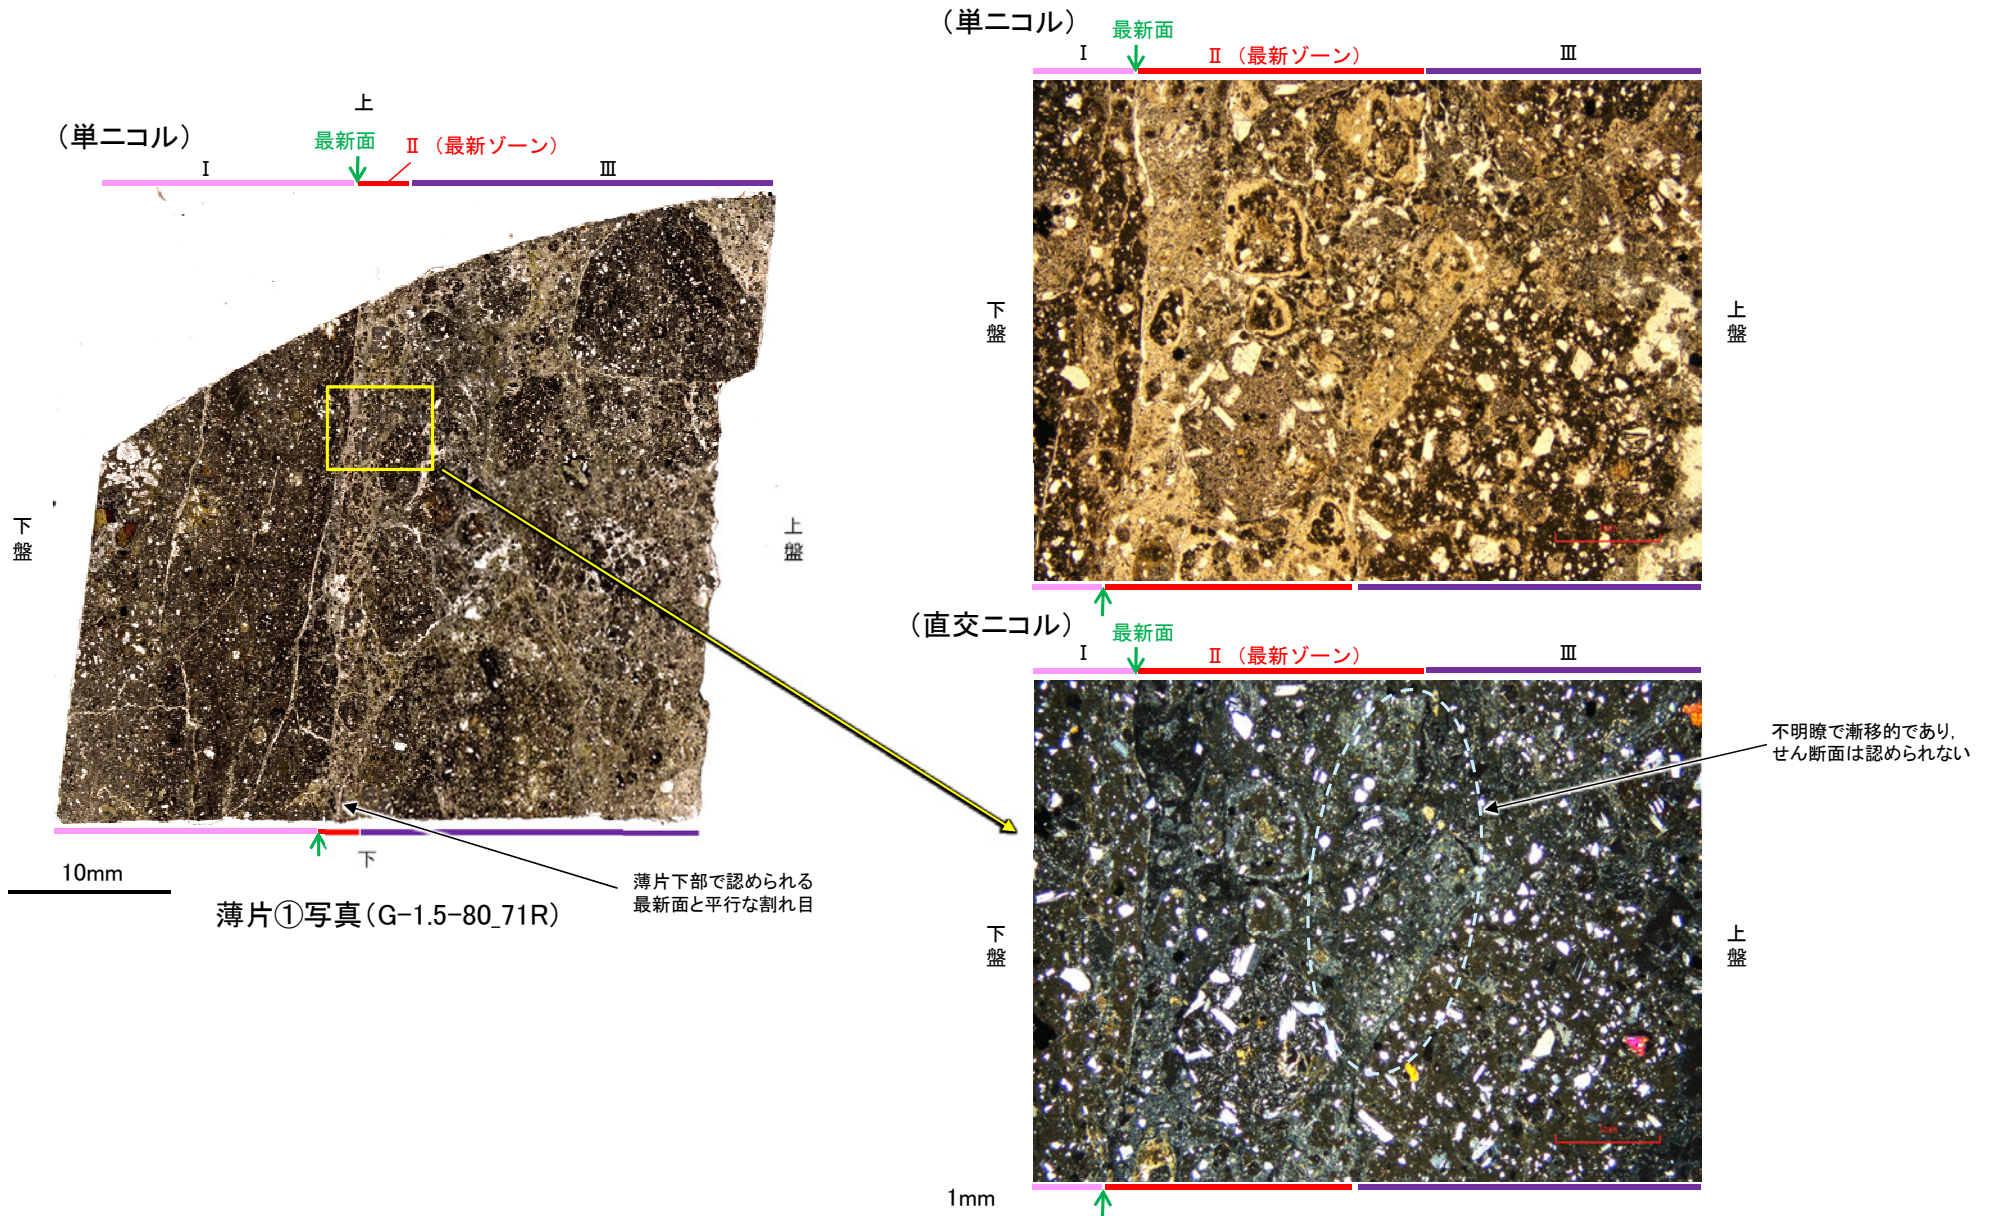 （単ニコル）
上
最新面
Ⅱ（最新ゾーン）
Ⅰ
Ⅲ
下盤
上盤
下
10mm
薄片①写真（G-1.5-80_71R）
薄片下部で認められる
最新面と平行な割れ目
（単ニコル）
最新面
Ⅰ
Ⅱ（最新ゾーン）
Ⅲ
下盤
上盤
1mm
（直交ニコル）
最新面
Ⅰ
Ⅱ（最新ゾーン）
Ⅲ
不明瞭で漸移的であり，
せん断面は認められない
下盤
上盤
1mm
1mm